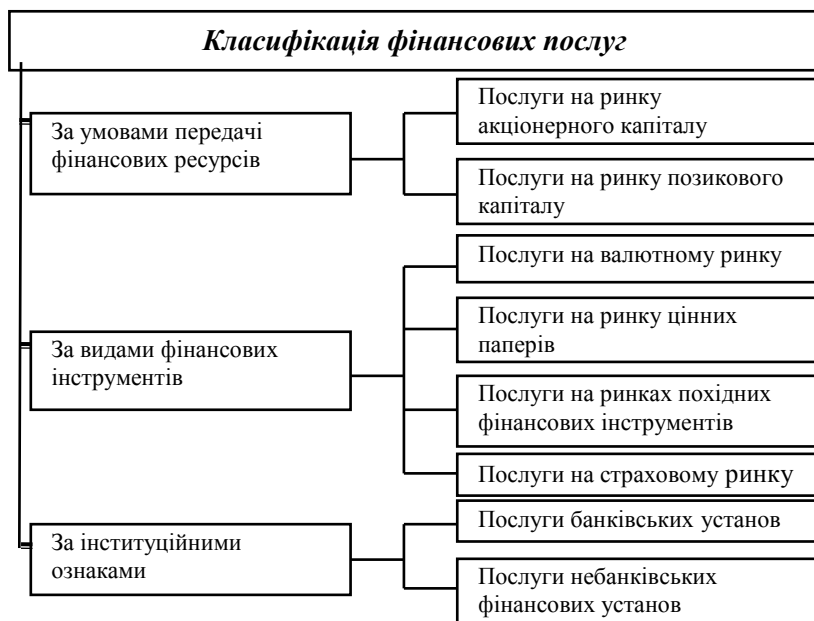 Класифікація фінансових послуг
За умовами передачі
фінансових ресурсів
Послуги на ринку
акціонерного капіталу
Послуги на ринку позикового
капіталу
За видами фінансових
інструментів
Послуги на валютному ринку
Послуги на ринку цінних
паперів
Послуги на ринках похідних
фінансових інструментів
Послуги на страховому ринку
За інституційними
ознаками
Послуги банківських установ
Послуги небанківських
фінансових установ